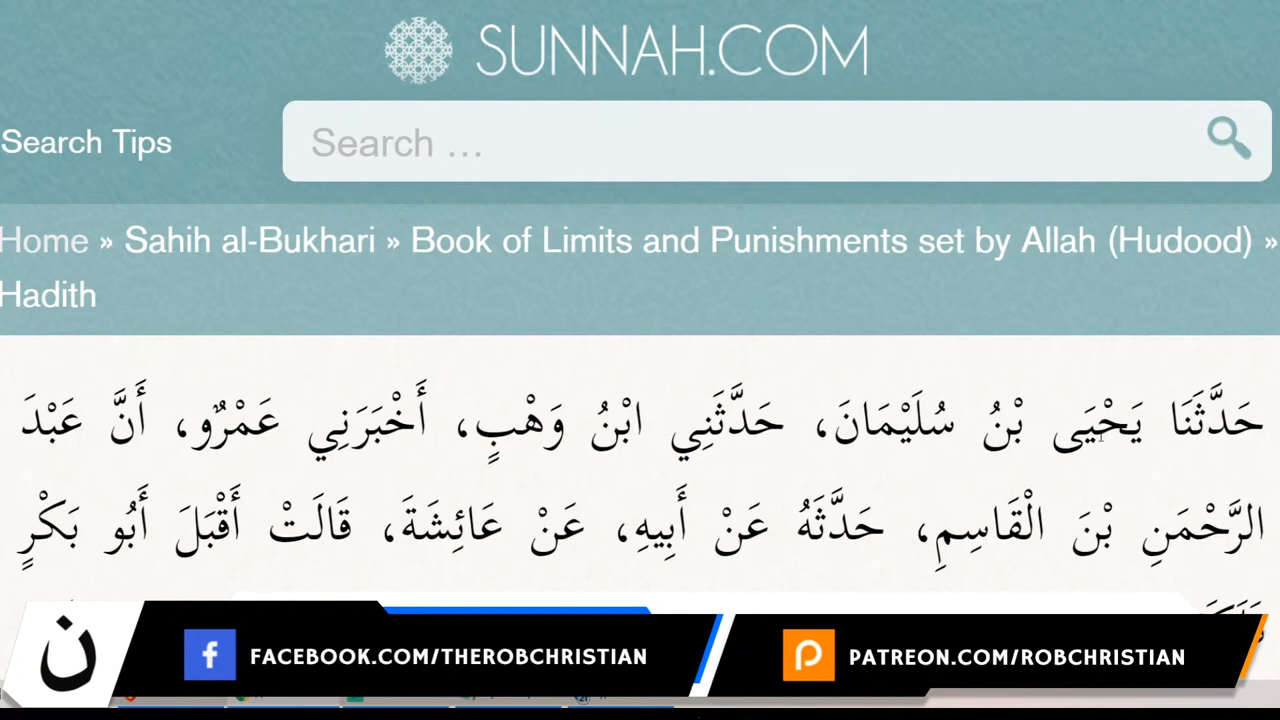 SUNNAH.COM
Search Tips
Search ...
Home » Sahih al-Bukhari » Book of Limits and Punishments set by Allah (Hudood) »
Hadith
حَدَّثَنَا يَحْيَى بْنُ سُلَيْمَانَ، حَدَّثَنِي ابْنُ وَهْبٍ، أَخْبَرَنِي عَمْرٌو، أَنَّ عَبْدَ
الرَّحْمَنِ بْنَ الْقَاسِمِ، حَدَّثَهُ عَنْ أَبِيهِ، عَنْ عَائِشَةَ، قَالَتْ أَقْبَلَ أَبُو بَكْرٍ
ن
FACEBOOK.COM/THEROBCHRISTIAN
PATREON.COM/ROBCHRISTIAN